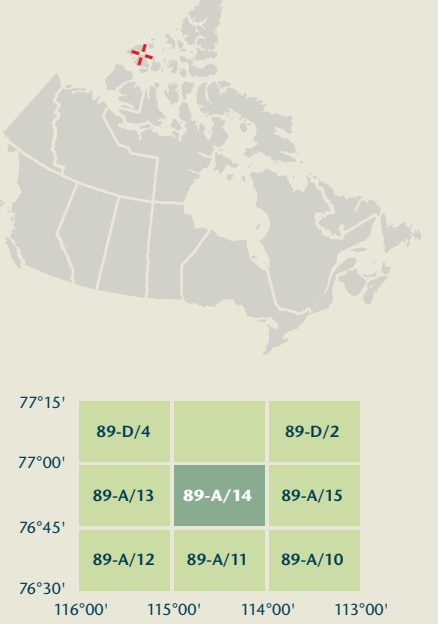 77°15'
89-D/4
89-D/2
77°00'
89-A/13
89-A/14
89-A/15
76°45'
89-A/12
89-A/11
89-A/10
76°30'
116°00'
115°00'
114°00'
113°00'